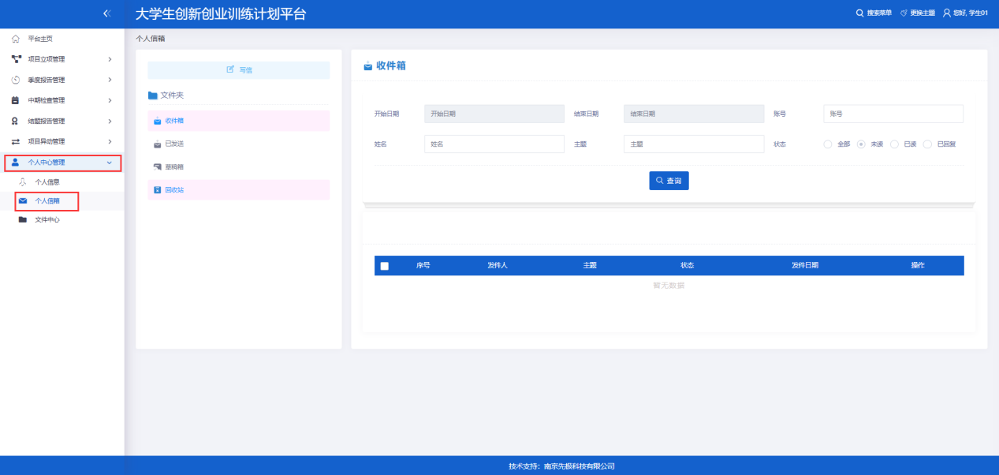 大学生创新创业训练计划平台
搜索菜单 更换主题 您好, 学生01
平台主页
项目立项管理
季度报告管理
中期检查管理
结题报告管理
项目异动管理
个人中心管理
个人信息
个人信箱
文件中心
个人信箱
写信
文件夹
收件箱
已发送
草稿箱
回收站
收件箱
开始日期 开始日期 结束日期 结束日期 账号 账号
姓名 姓名 主题 主题 状态 全部 未读 已读 已回复
查询
序号 发件人 主题 状态 发件日期 操作
暂无数据
技术支持：南京先极科技有限公司